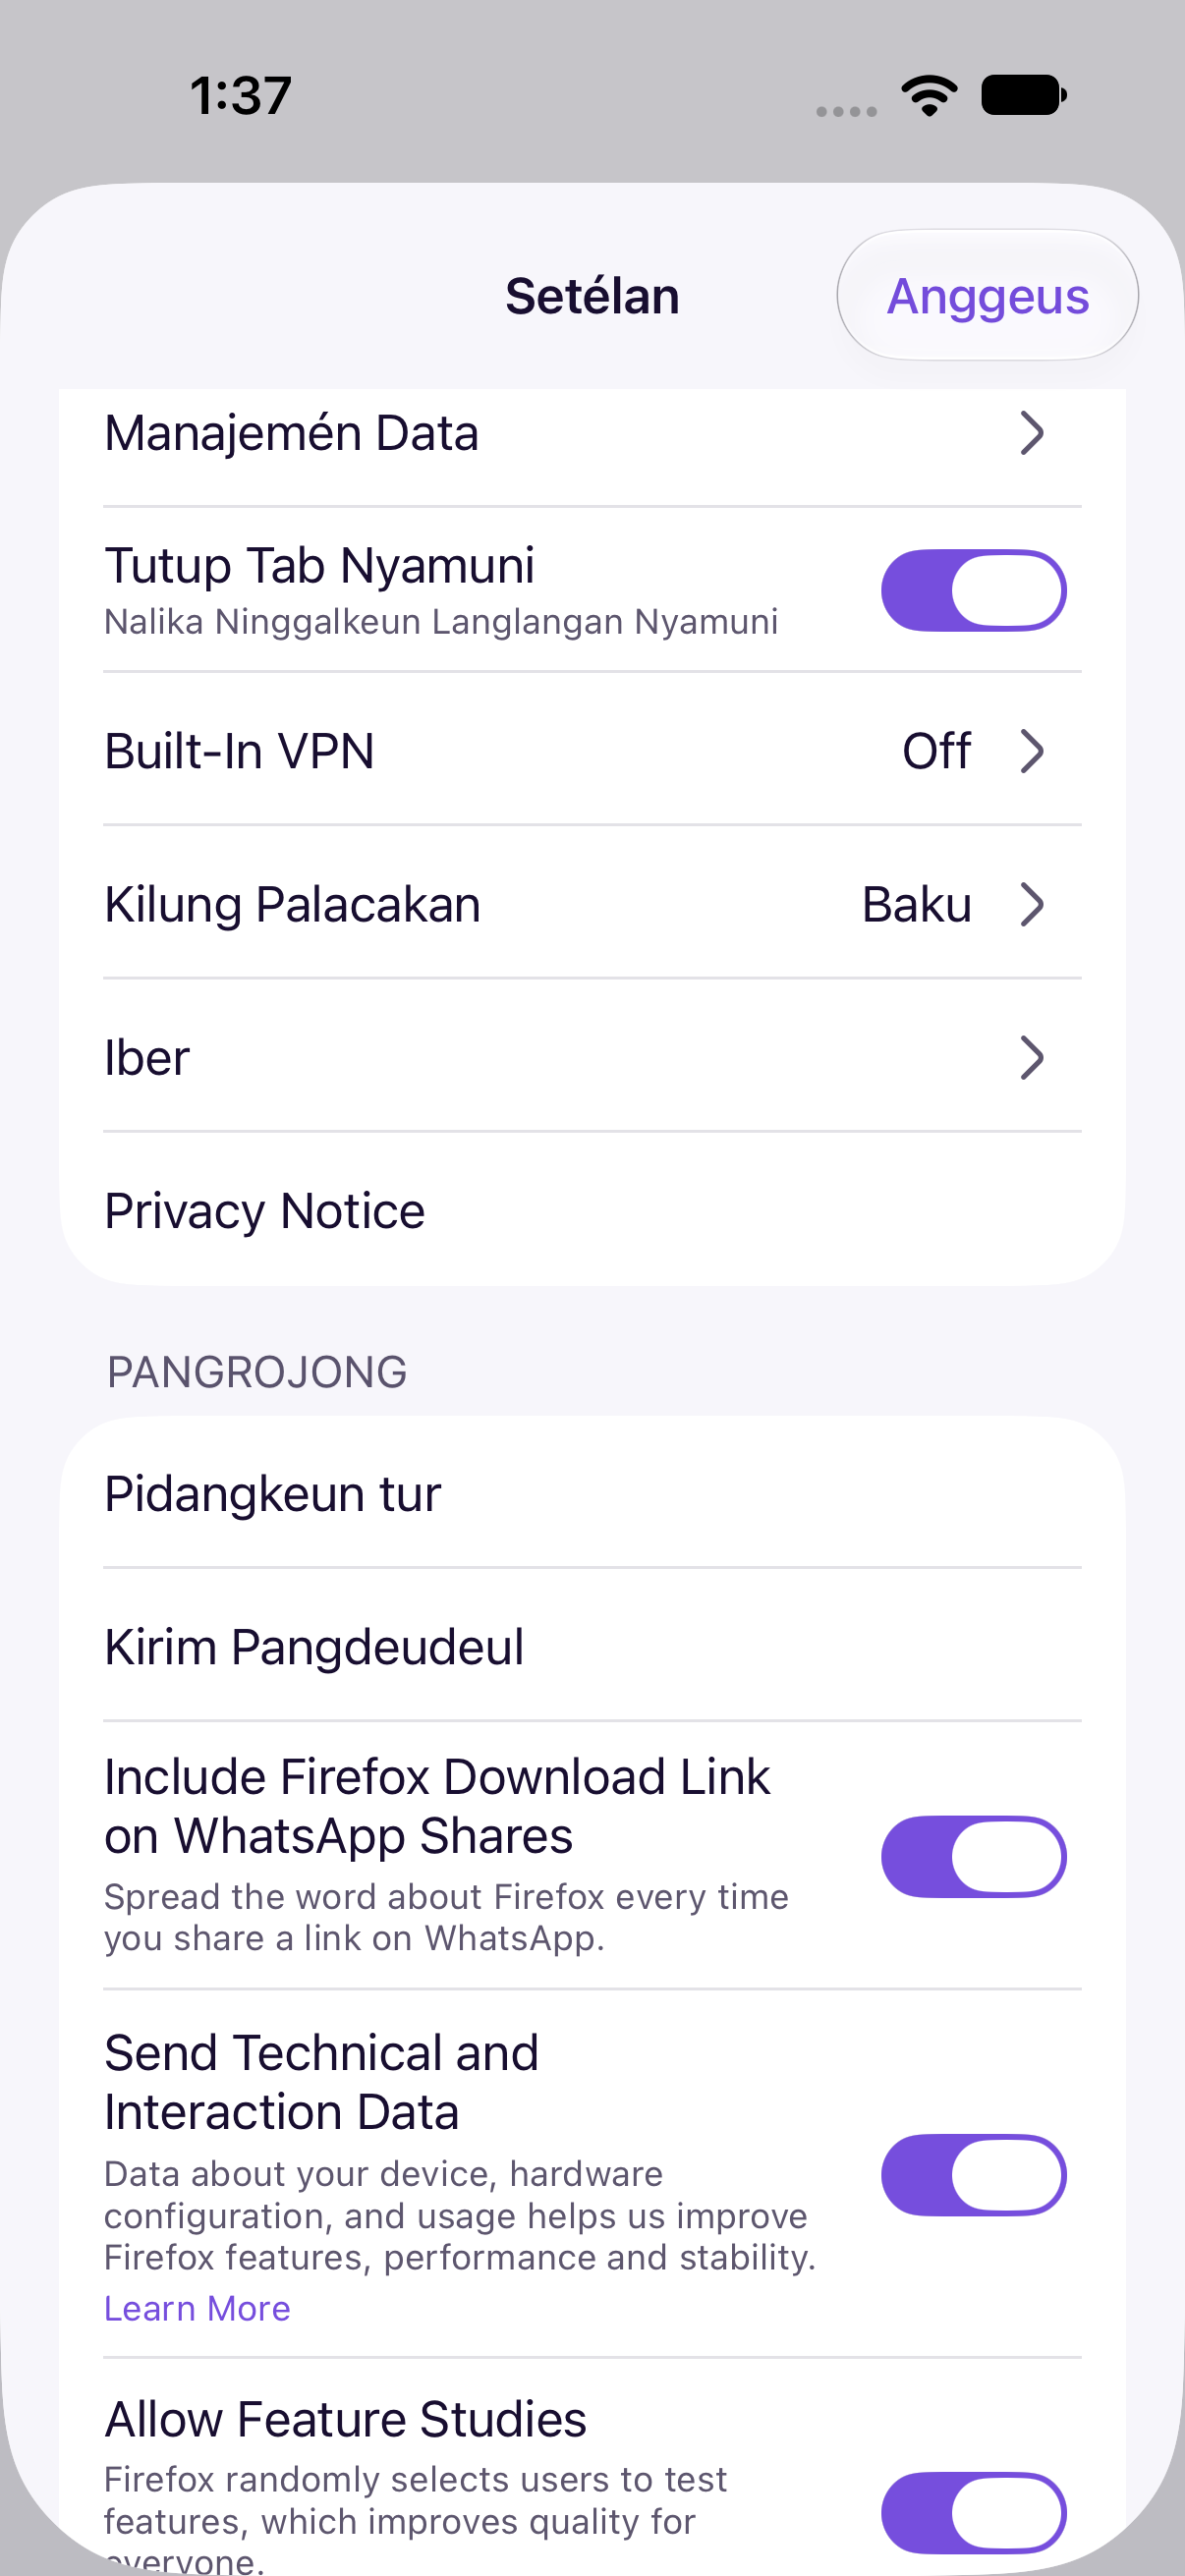 1:37
Setélan
Anggeus
Manajemén Data
Tutup Tab Nyamuni
Nalika Ninggalkeun Langlangan Nyamuni
Built-In VPN
Off
Kilung Palacakan
Baku
Iber
Privacy Notice
PANGROJONG
Pidangkeun tur
Kirim Pangdeudeul
Include Firefox Download Link
on WhatsApp Shares
Spread the word about Firefox every time
you share a link on WhatsApp.
Send Technical and
Interaction Data
Data about your device, hardware
configuration, and usage helps us improve
Firefox features, performance and stability.
Learn More
Allow Feature Studies
Firefox randomly selects users to test
features, which improves quality for
everyone.